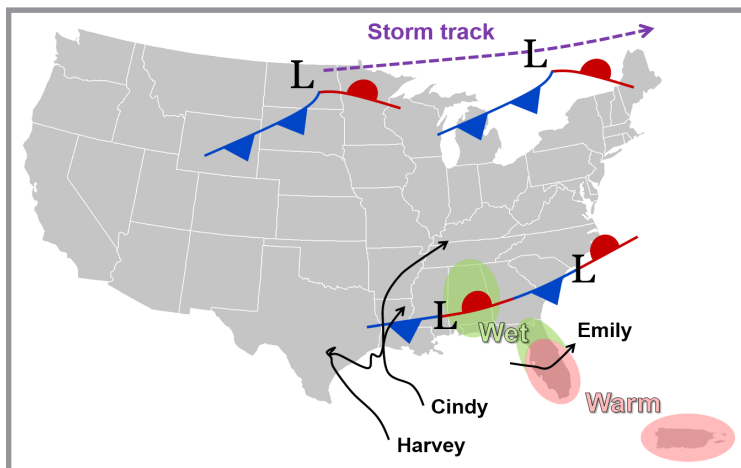 Storm track
L
L
L
L
Wet
Emily
Warm
Cindy
Harvey